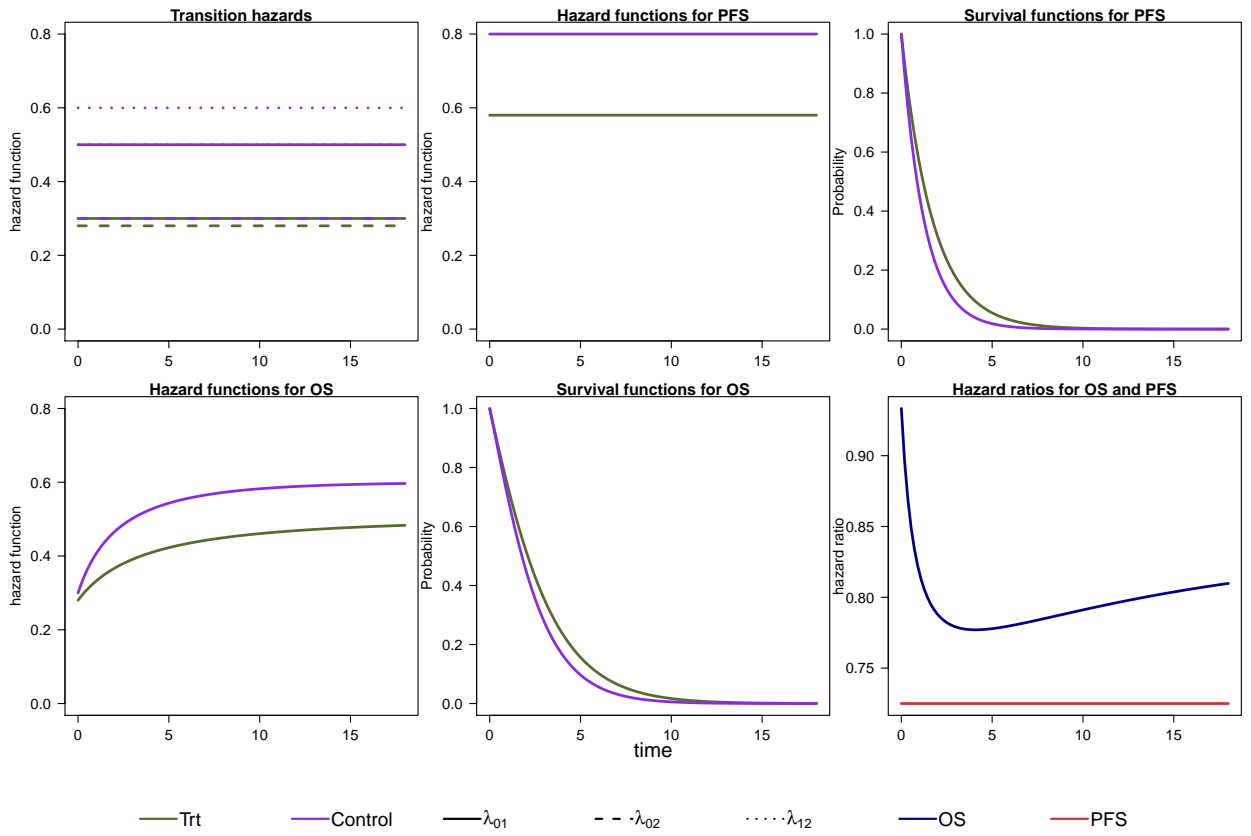 Transition hazards
hazard function
0.8
0.6
0.4
0.2
0.0
0 5 10 15
Hazard functions for PFS
hazard function
0.8
0.6
0.4
0.2
0.0
0 5 10 15
Survival functions for PFS
Probability
1.0
0.8
0.6
0.4
0.2
0.0
0 5 10 15
Hazard functions for OS
hazard function
0.8
0.6
0.4
0.2
0.0
0 5 10 15
Survival functions for OS
Probability
1.0
0.8
0.6
0.4
0.2
0.0
0 5 10 15
time
Hazard ratios for OS and PFS
hazard ratio
0.90
0.85
0.80
0.75
0 5 10 15
Trt Control λ01 λ02 λ12 OS PFS